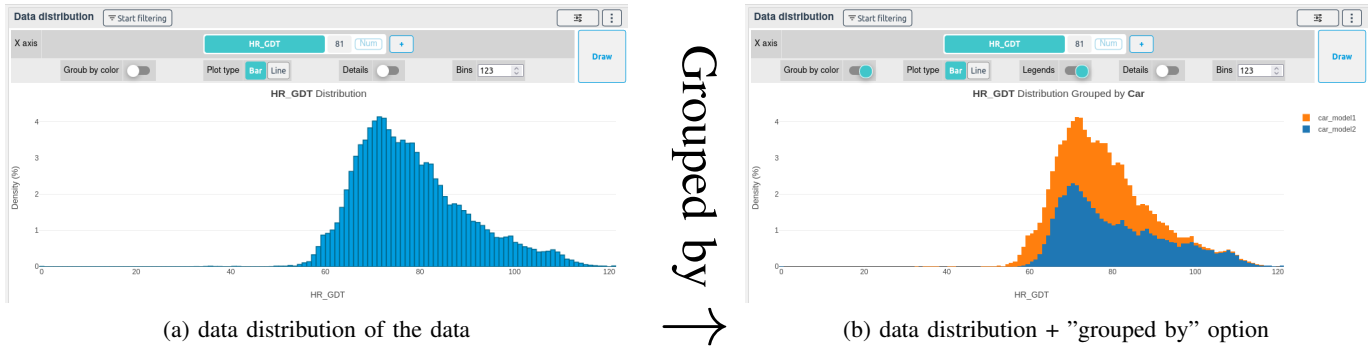 Data distribution Start filtering
X axis HR_GDT 81 Num + Draw
Groub by color Plot type Bar Line Details Bins 123
HR_GDT Distribution
4
3
2
1
0
Density (%)
0 20 40 60 80 100 120
HR_GDT
(a) data distribution of the data
Grouped by →
Data distribution Start filtering
X axis HR_GDT 81 Num + Draw
Group by color Plot type Bar Line Legends Details Bins 123
HR_GDT Distribution Grouped by Car
car_model1
car_model2
4
3
2
1
0
Density (%)
0 20 40 60 80 100 120
HR_GDT
(b) data distribution + ”grouped by” option